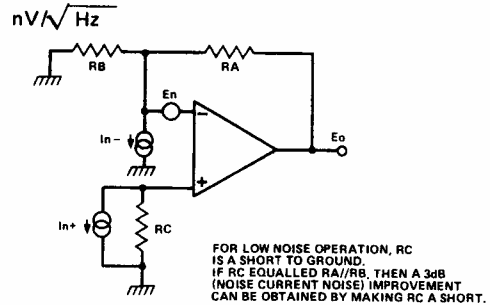 nV/√Hz
RB
RA
En
−
In−
Eo
+
In+
RC
FOR LOW NOISE OPERATION, RC
IS A SHORT TO GROUND.
IF RC EQUALLED RA//RB, THEN A 3dB
(NOISE CURRENT NOISE) IMPROVEMENT
CAN BE OBTAINED BY MAKING RC A SHORT.